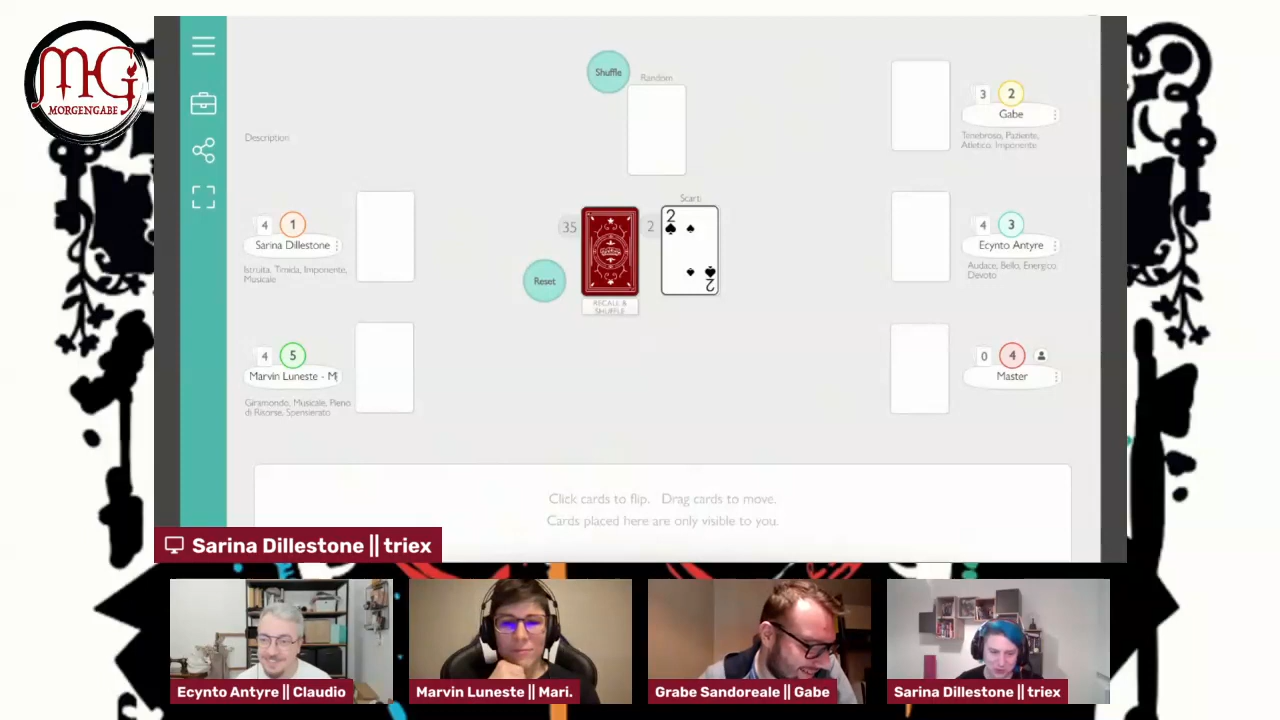 MG
MORGENGABE
Shuffle
Random
Description
3
2
Gabe
Tenebroso, Paziente,
Atletico, Imponente
Scarti
4
1
Sarina Dillestone
Istruita, Timida, Imponente,
Musicale
35
2
2
2
4
3
Ecynto Antyre
Audace, Bello, Energico,
Devoto
Reset
RECALL &
SHUFFLE
4
5
Marvin Luneste - M
Giramondo, Musicale, Pieno
di Risorse, Spensierato
0
4
Master
Click cards to flip. Drag cards to move.
Cards placed here are only visible to you.
Sarina Dillestone || triex
Ecynto Antyre || Claudio
Marvin Luneste || Mari.
Grabe Sandoreale || Gabe
Sarina Dillestone || triex